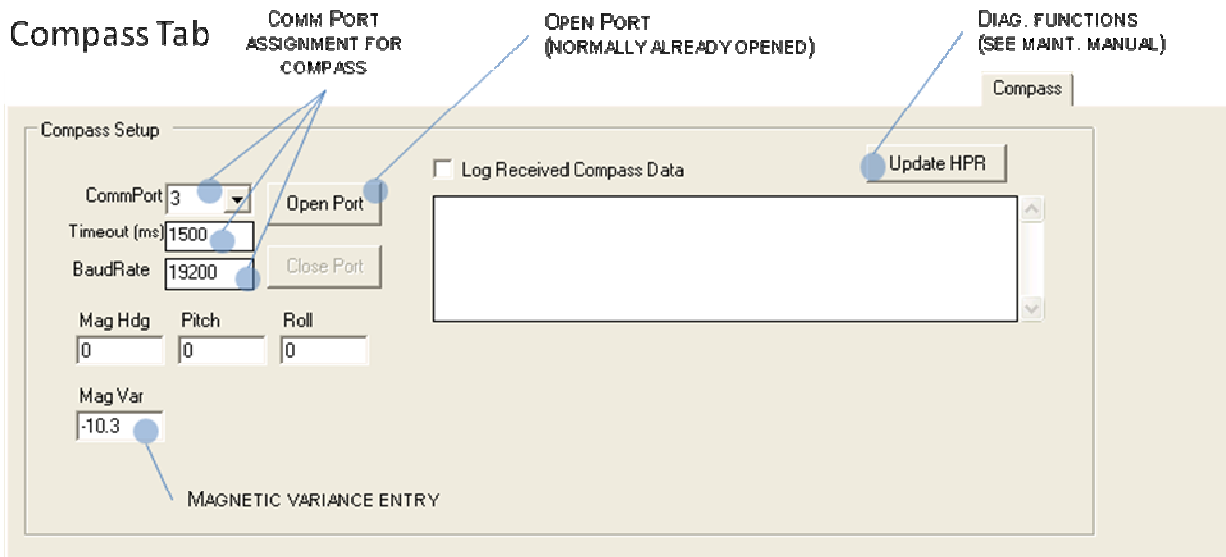 Compass Tab
COMM PORT
ASSIGNMENT FOR
COMPASS
OPEN PORT
(NORMALLY ALREADY OPENED)
DIAG. FUNCTIONS
(SEE MAINT. MANUAL)
Compass
Compass Setup
Log Received Compass Data
Update HPR
CommPort 3
Open Port
Timeout (ms) 1500
BaudRate 19200
Close Port
Mag Hdg Pitch Roll
0 0 0
Mag Var
-10.3
MAGNETIC VARIANCE ENTRY